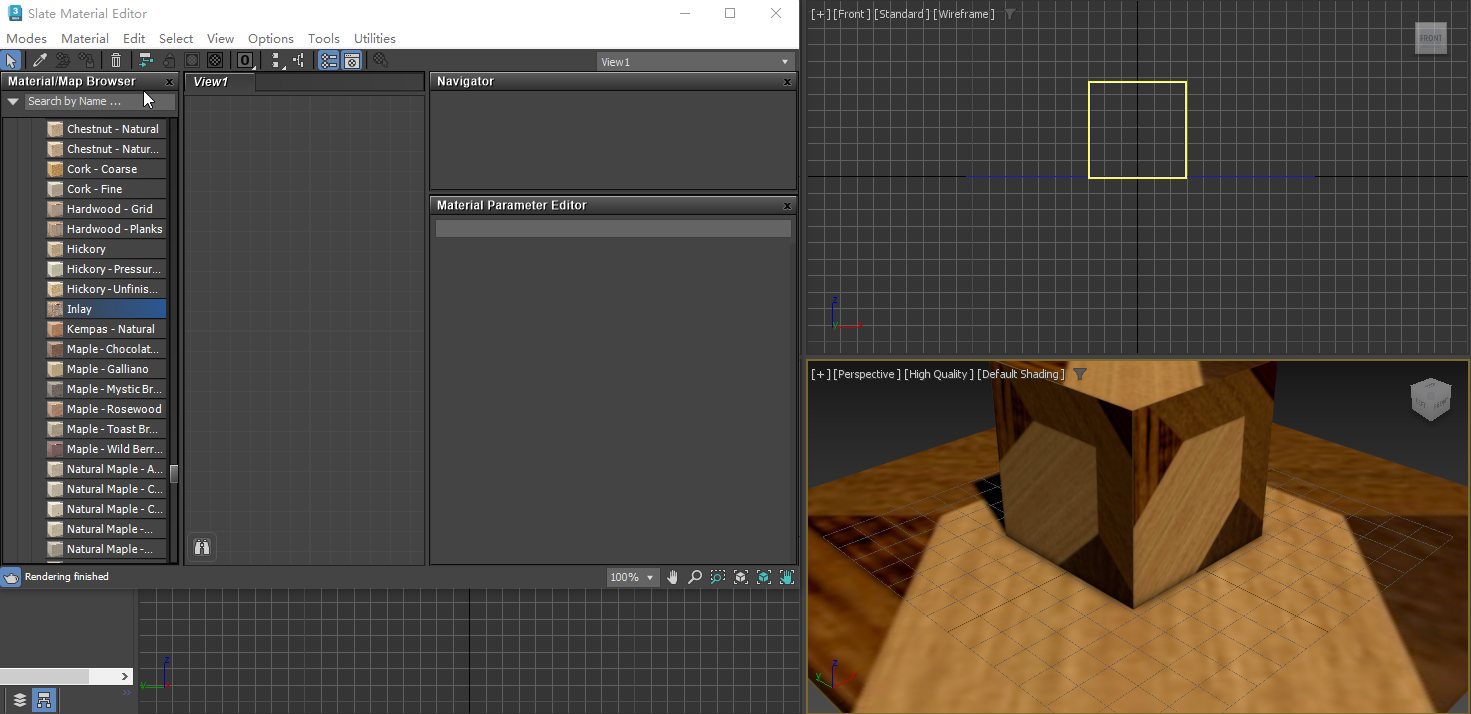 Slate Material Editor
Modes Material Edit Select View Options Tools Utilities
0
View1
Material/Map Browser x
Search by Name ...
Chestnut - Natural
Chestnut - Natur...
Cork - Coarse
Cork - Fine
Hardwood - Grid
Hardwood - Planks
Hickory
Hickory - Pressur...
Hickory - Unfinis...
Inlay
Kempas - Natural
Maple - Chocolat...
Maple - Galliano
Maple - Mystic Br...
Maple - Rosewood
Maple - Toast Br...
Maple - Wild Berr...
Natural Maple - A...
Natural Maple - C...
Natural Maple - C...
Natural Maple -...
Natural Maple -...
View1
Navigator x
Material Parameter Editor x
Rendering finished
100%
[+] [Front ] [Standard ] [Wireframe ]
FRONT
z
y
x
[+] [Perspective ] [High Quality ] [Default Shading ]
LEFT FRONT
z
y
z
y